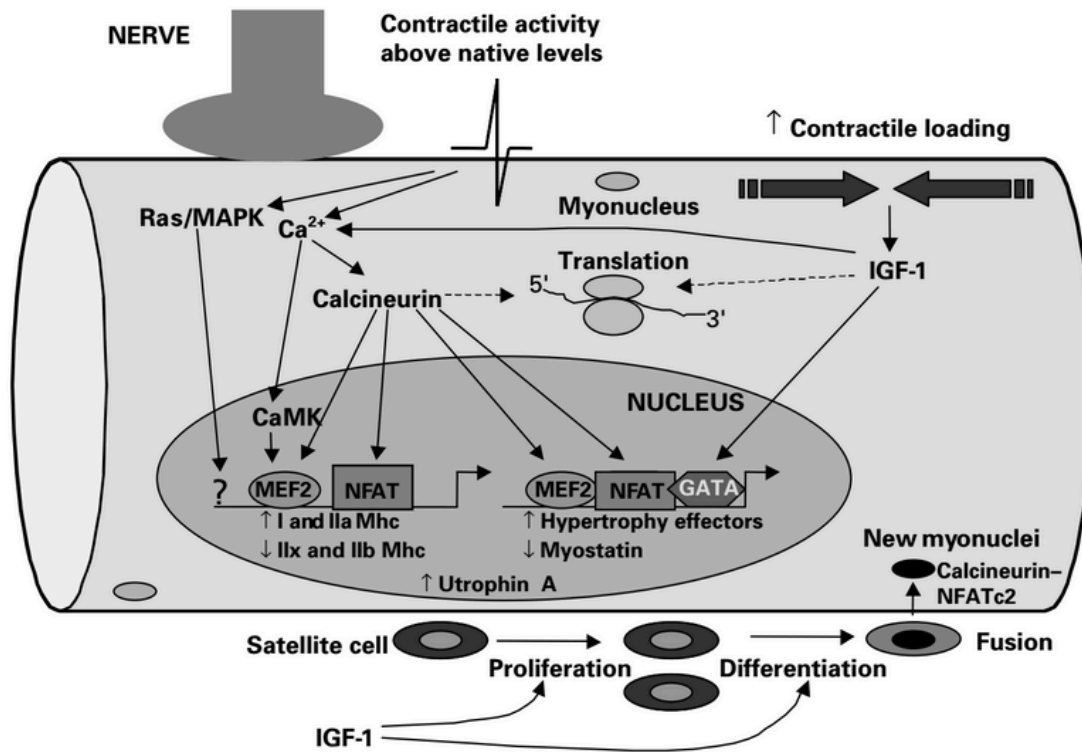 NERVE
Contractile activity
above native levels
↑ Contractile loading
Ras/MAPK
Ca2+
Myonucleus
Translation
IGF-1
5'
3'
Calcineurin
NUCLEUS
CaMK
?
MEF2
NFAT
MEF2
NFAT
GATA
↑ I and IIa Mhc
↓ IIx and IIb Mhc
↑ Hypertrophy effectors
↓ Myostatin
↑ Utrophin A
New myonuclei
Calcineurin–
NFATc2
Satellite cell
Proliferation
Differentiation
Fusion
IGF-1